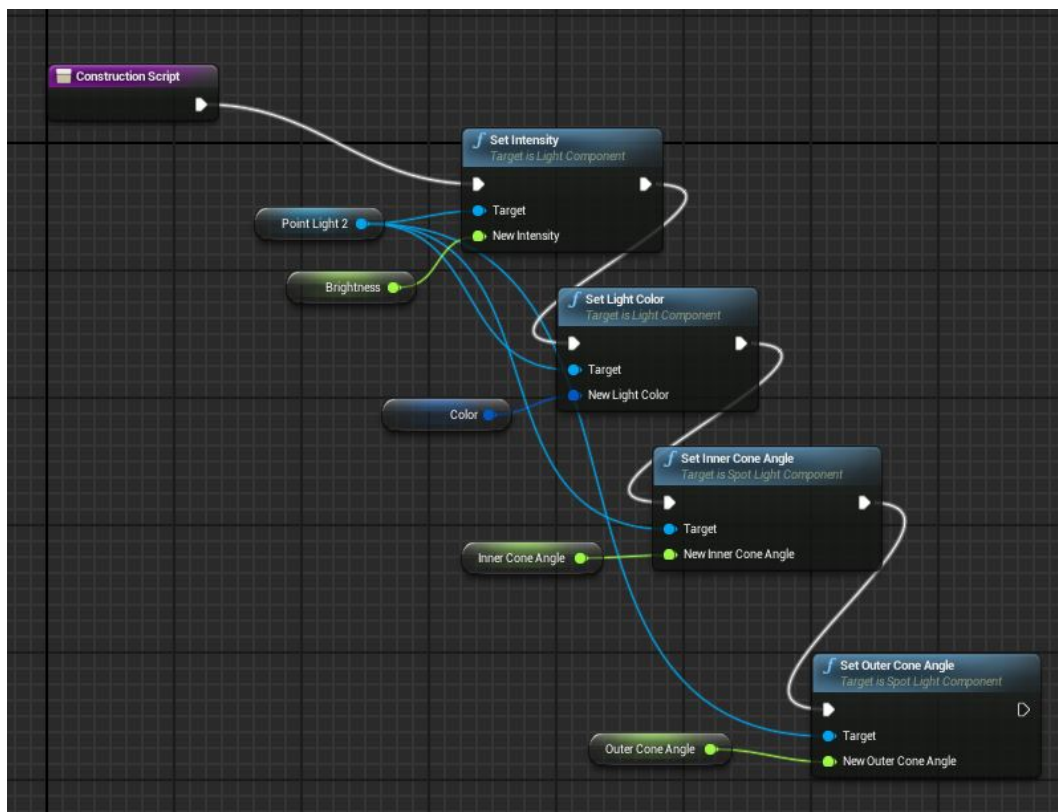 Construction Script
Set Intensity
Target is Light Component
Target
New Intensity
Point Light 2
Brightness
Set Light Color
Target is Light Component
Target
New Light Color
Color
Set Inner Cone Angle
Target is Spot Light Component
Target
New Inner Cone Angle
Inner Cone Angle
Set Outer Cone Angle
Target is Spot Light Component
Target
New Outer Cone Angle
Outer Cone Angle